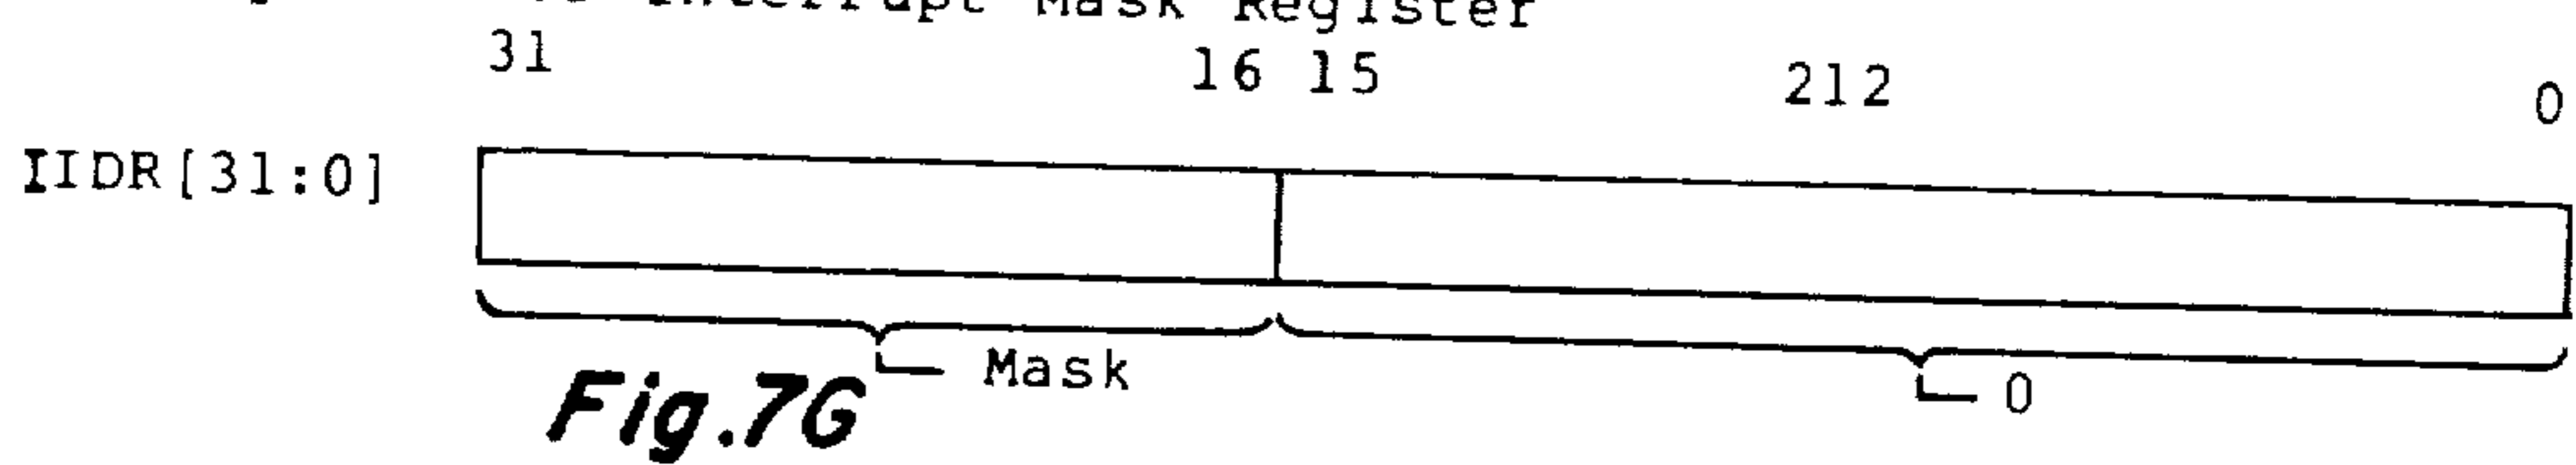 Interrupt Mask Register
31 16 15 212 0
IIDR[31:0]
Mask
0
Fig.7G